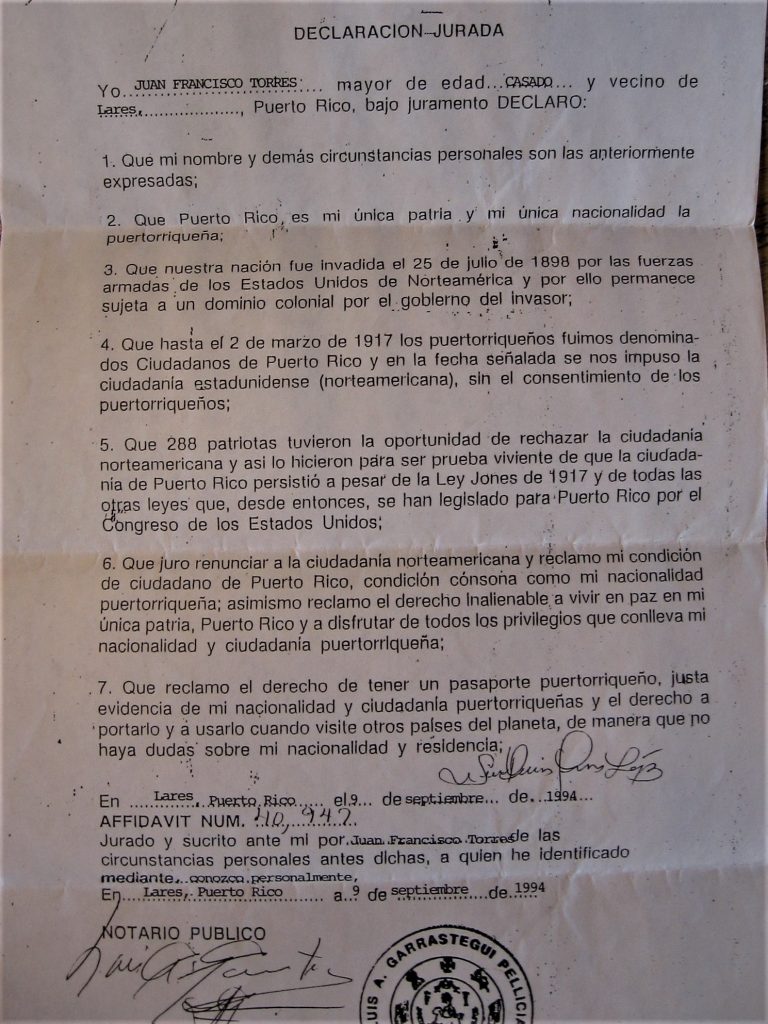 DECLARACION JURADA
Yo..JUAN FRANCISCO TORRES.... mayor de edad...CASADO... y vecino de
Lares,................., Puerto Rico, bajo juramento DECLARO:
1. Que mi nombre y demás circunstancias personales son las anteriormente
expresadas;
2. Que Puerto Rico es mi única patria y mi única nacionalidad la
puertorriqueña;
3. Que nuestra nación fue invadida el 25 de julio de 1898 por las fuerzas
armadas de los Estados Unidos de Norteamérica y por ello permanece
sujeta a un dominio colonial por el gobierno del invasor;
4. Que hasta el 2 de marzo de 1917 los puertorriqueños fuimos denomina-
dos Ciudadanos de Puerto Rico y en la fecha señalada se nos impuso la
ciudadanía estadunidense (norteamericana), sin el consentimiento de los
puertorriqueños;
5. Que 288 patriotas tuvieron la oportunidad de rechazar la ciudadanía
norteamericana y asi lo hicieron para ser prueba viviente de que la ciudada-
nía de Puerto Rico persistió a pesar de la Ley Jones de 1917 y de todas las
otras leyes que, desde entonces, se han legislado para Puerto Rico por el
Congreso de los Estados Unidos;
6. Que juro renunciar a la ciudadanía norteamericana y reclamo mi condición
de ciudadano de Puerto Rico, condición cónsona como mi nacionalidad
puertorriqueña; asimismo reclamo el derecho inalienable a vivir en paz en mi
única patria, Puerto Rico y a disfrutar de todos los privilegios que conlleva mi
nacionalidad y ciudadanía puertorriqueña;
7. Que reclamo el derecho de tener un pasaporte puertorriqueño, justa
evidencia de mi nacionalidad y ciudadanía puertorriqueñas y el derecho a
portarlo y a usarlo cuando visite otros países del planeta, de manera que no
haya dudas sobre mi nacionalidad y residencia;
En ....Lares, Puerto Rico..... el.9... de septiembre... de...1994...
AFFIDAVIT NUM. 40,947
Jurado y sucrito ante mí por.Juan Francisco Torres de las
circunstancias personales antes dichas, a quien he identificado
mediante, conozco personalmente,
En....Lares, Puerto Rico....... a.9 de septiembre....de.1994
NOTARIO PUBLICO
LUIS A. GARRASTEGUI PELLICIA